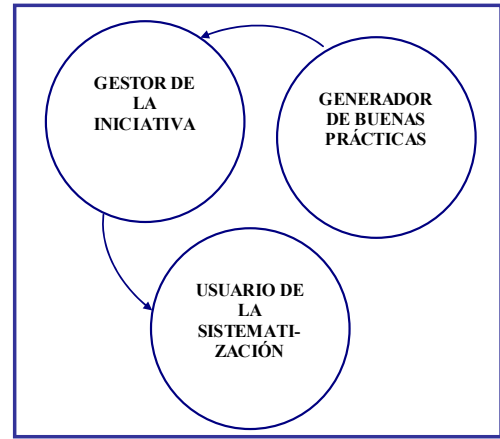 GESTOR DE
LA
INICIATIVA
GENERADOR
DE BUENAS
PRÁCTICAS
USUARIO DE
LA
SISTEMATI-
ZACIÓN